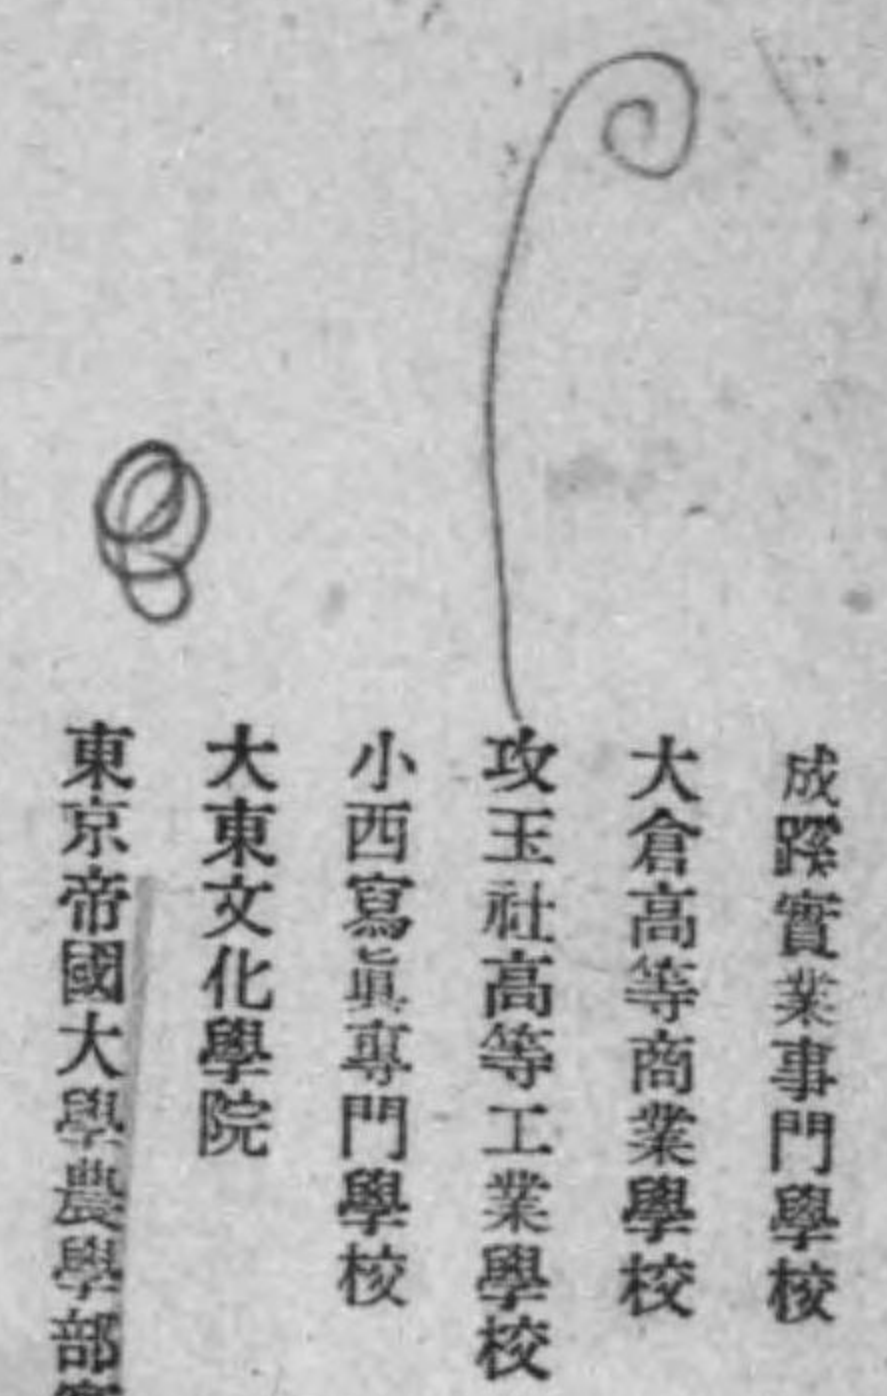 成蹊實業事門學校
大倉高等商業學校
攻玉社高等工業學校
小西寫眞專門學校
大東文化學院
東京帝國大學農學部實